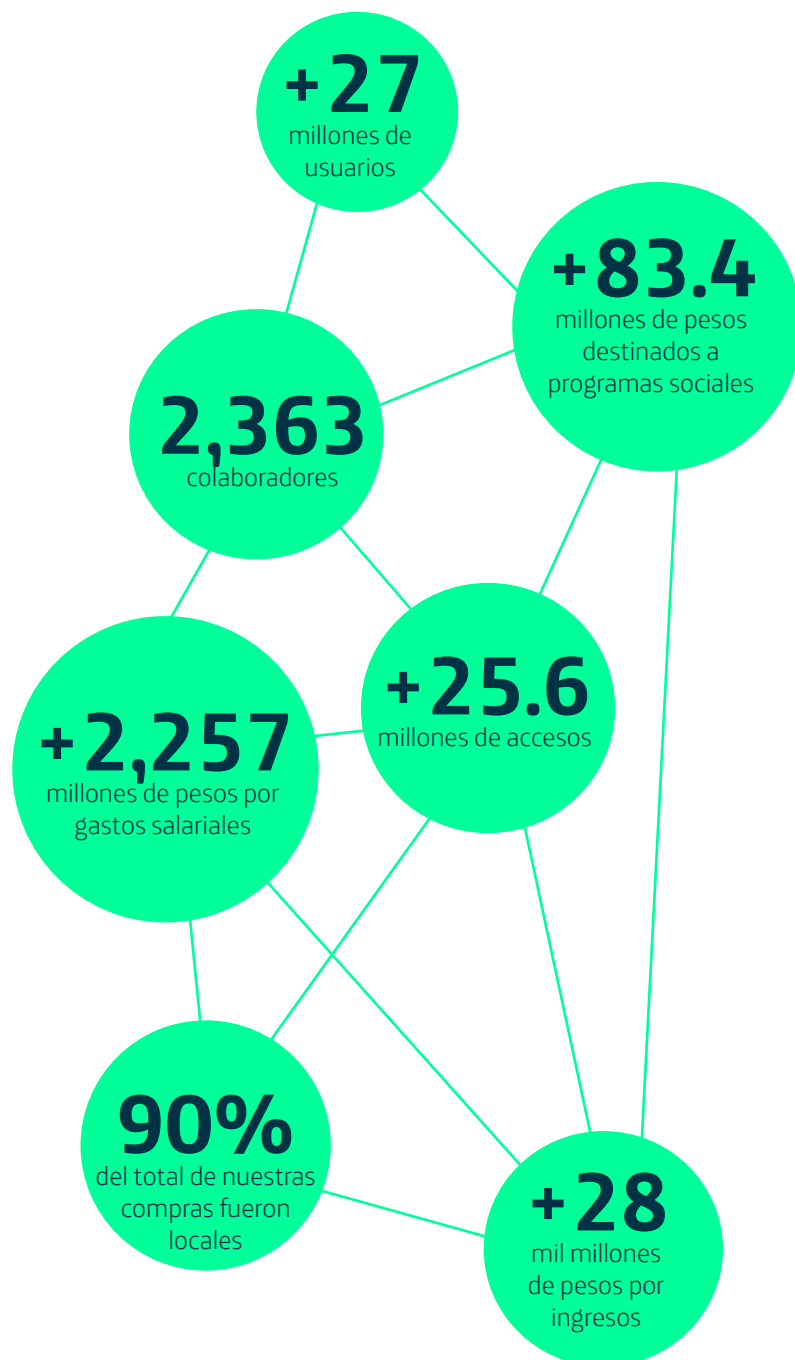 +27
millones de
usuarios
+83.4
millones de pesos
destinados a
programas sociales
2,363
colaboradores
+25.6
millones de accesos
+2,257
millones de pesos por
gastos salariales
90%
del total de nuestras
compras fueron
locales
+28
mil millones
de pesos por
ingresos